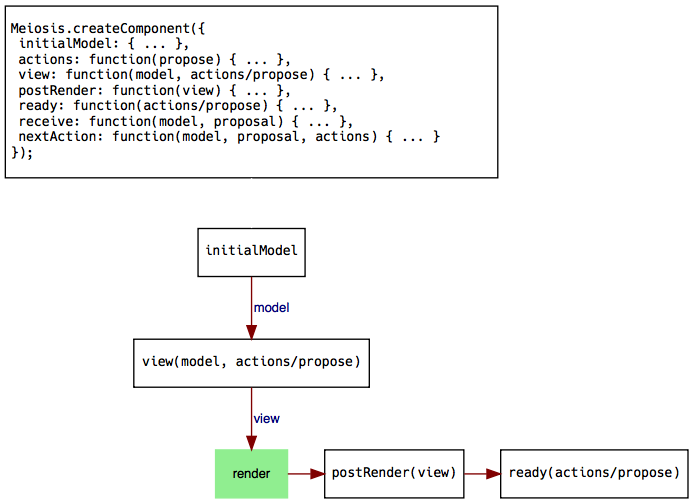 Meiosis.createComponent({
 initialModel: { ... },
 actions: function(propose) { ... },
 view: function(model, actions/propose) { ... },
 postRender: function(view) { ... },
 ready: function(actions/propose) { ... },
 receive: function(model, proposal) { ... },
 nextAction: function(model, proposal, actions) { ... }
});
initialModel
model
view(model, actions/propose)
view
render
postRender(view)
ready(actions/propose)